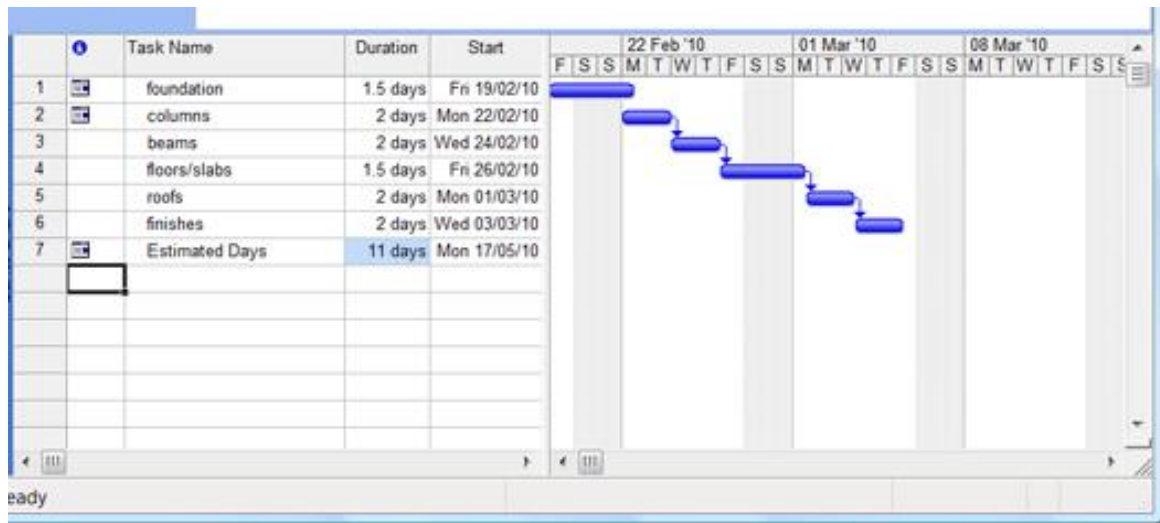 Task Name Duration Start 22 Feb '10 01 Mar '10 08 Mar '10
F S S M T W T F S S M T W T F S S M T W T F S S
1 foundation 1.5 days Fri 19/02/10
2 columns 2 days Mon 22/02/10
3 beams 2 days Wed 24/02/10
4 floors/slabs 1.5 days Fri 26/02/10
5 roofs 2 days Mon 01/03/10
6 finishes 2 days Wed 03/03/10
7 Estimated Days 11 days Mon 17/05/10
eady